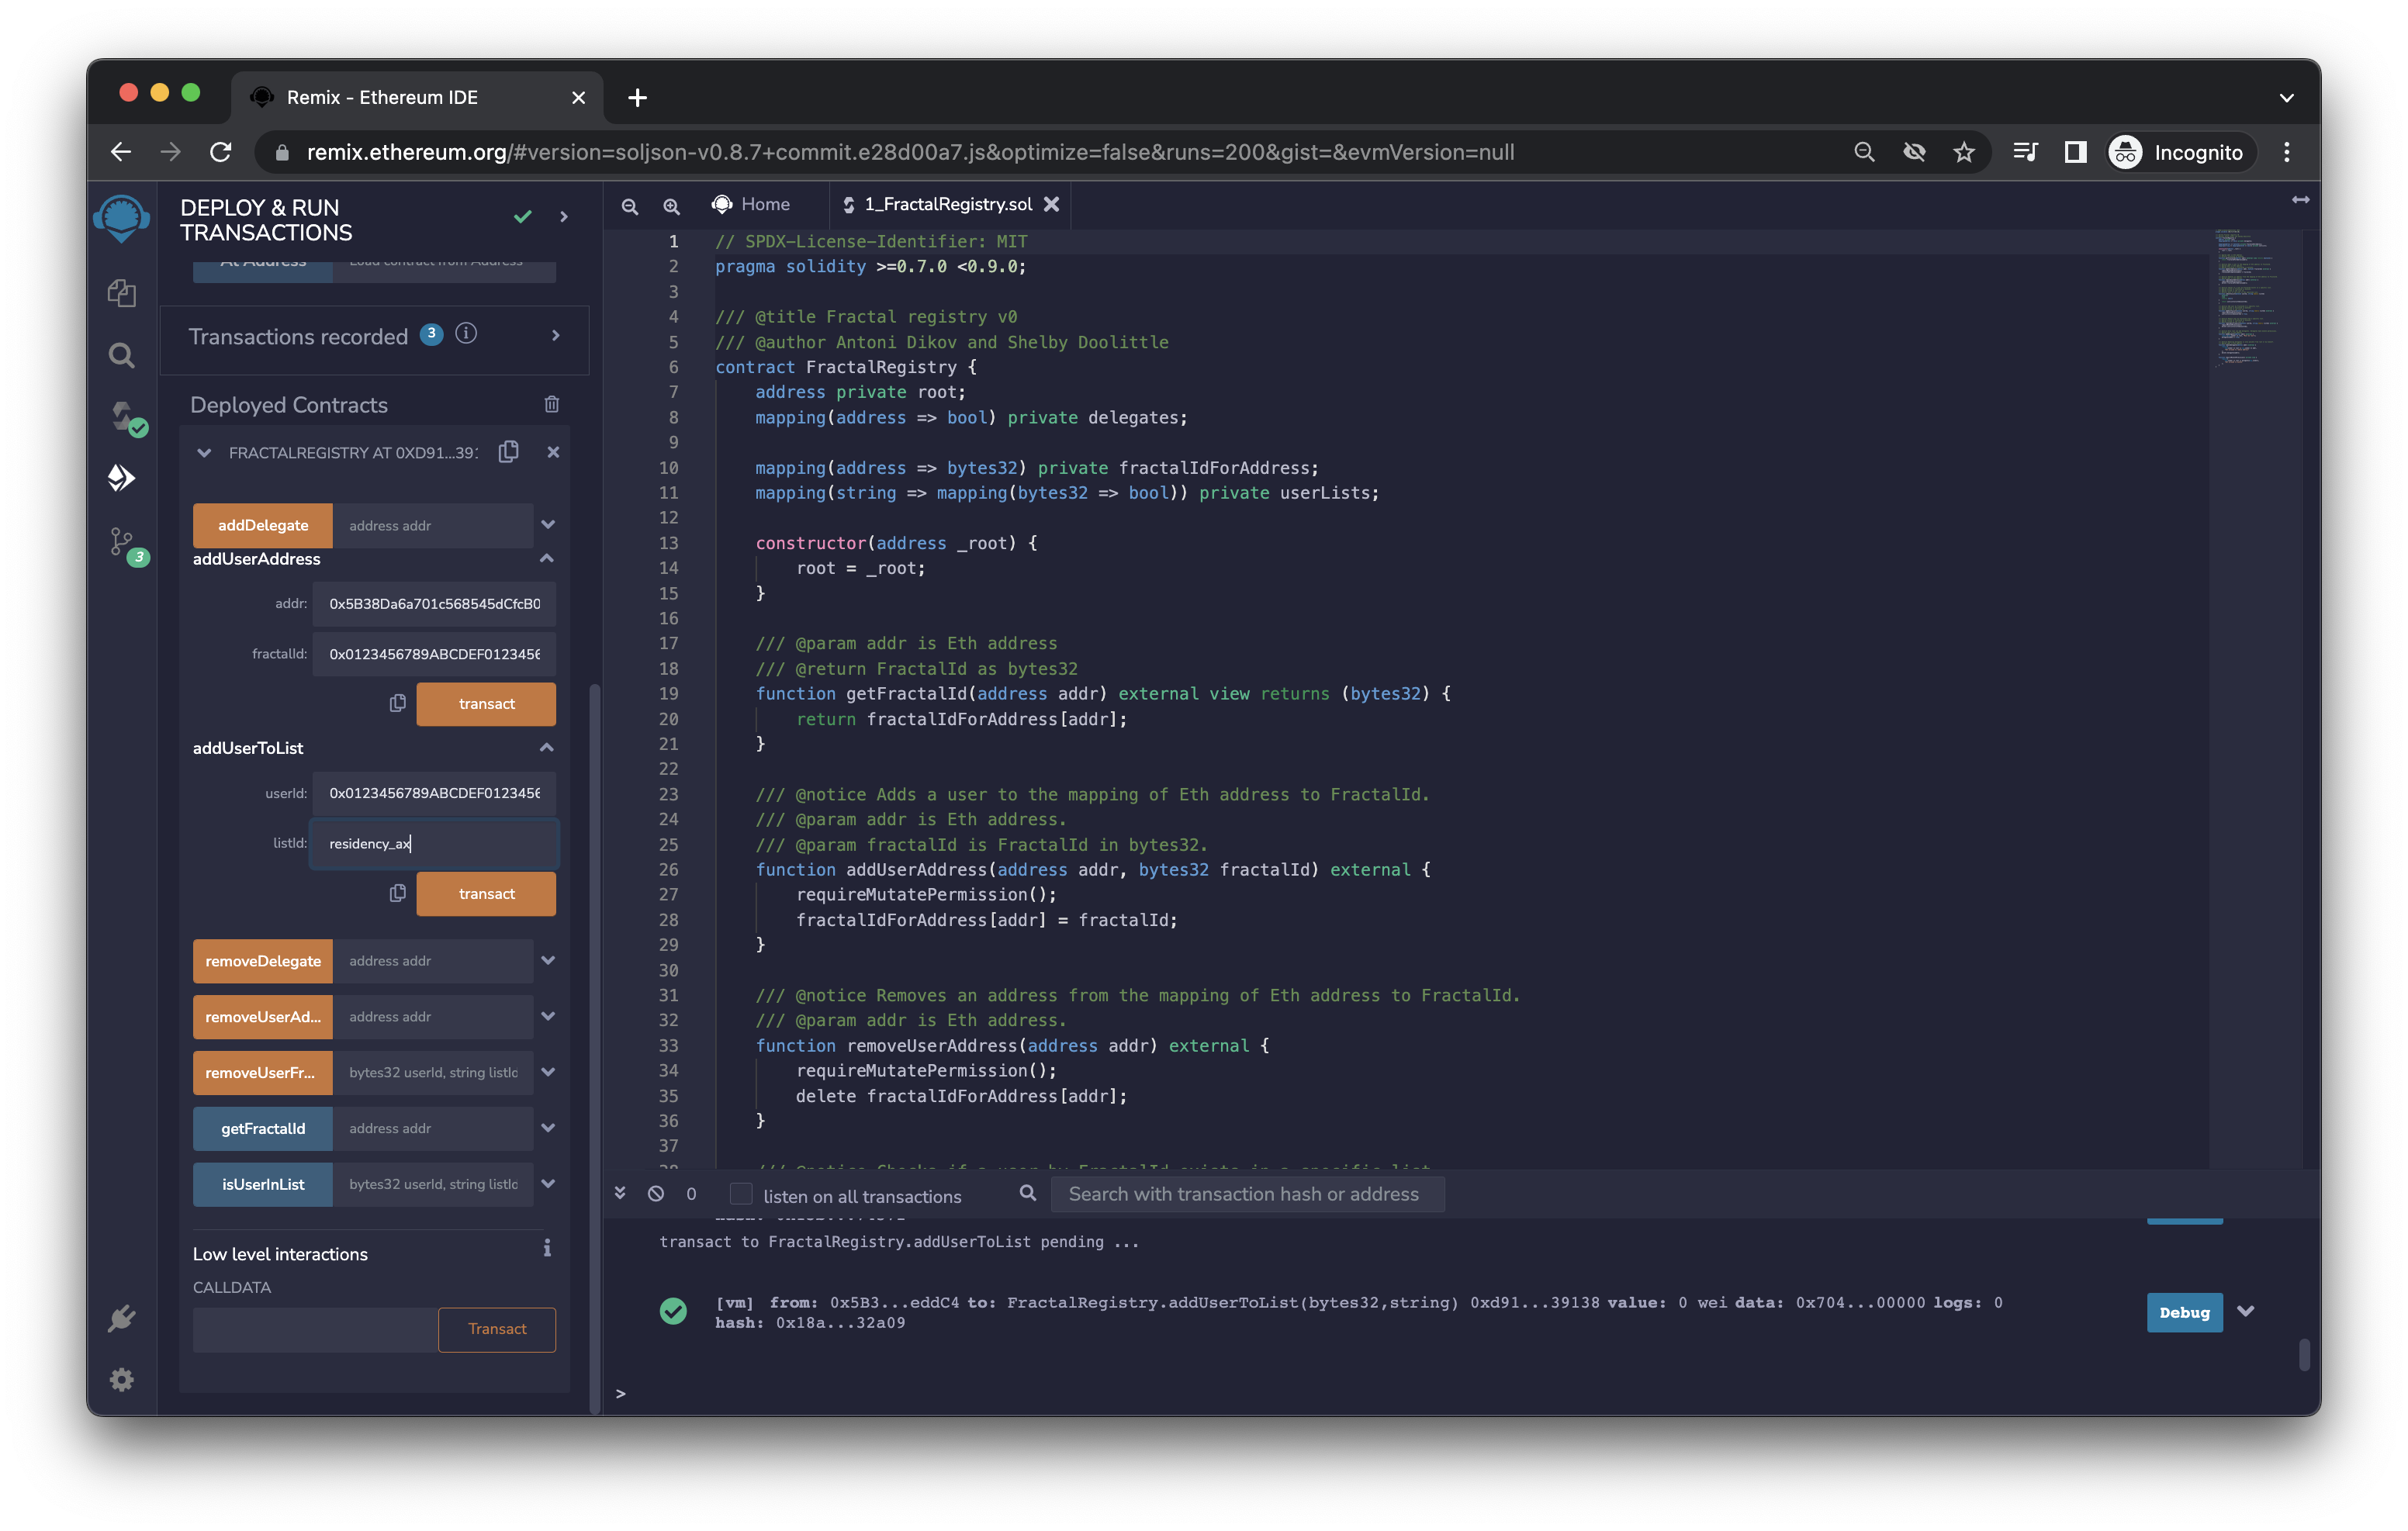 Remix - Ethereum IDE
remix.ethereum.org/#version=soljson-v0.8.7+commit.e28d00a7.js&optimize=false&runs=200&gist=&evmVersion=null
Incognito
DEPLOY & RUN
TRANSACTIONS
At Address Load contract from Address
Transactions recorded 3
Deployed Contracts
FRACTALREGISTRY AT 0XD91...39
addDelegate address addr
addUserAddress
addr: 0x5B38Da6a701c568545dCfcB0
fractalId: 0x0123456789ABCDEF0123456
transact
addUserToList
userId: 0x0123456789ABCDEF0123456
listId: residency_ax
transact
removeDelegate address addr
removeUserAd... address addr
removeUserFr... bytes32 userId, string listId
getFractalId address addr
isUserInList bytes32 userId, string listId
Low level interactions
CALLDATA
Transact
3
Home
1_FractalRegistry.sol
1 // SPDX-License-Identifier: MIT
2 pragma solidity >=0.7.0 <0.9.0;
3
4 /// @title Fractal registry v0
5 /// @author Antoni Dikov and Shelby Doolittle
6 contract FractalRegistry {
7 address private root;
8 mapping(address => bool) private delegates;
9
10 mapping(address => bytes32) private fractalIdForAddress;
11 mapping(string => mapping(bytes32 => bool)) private userLists;
12
13 constructor(address _root) {
14 root = _root;
15 }
16
17 /// @param addr is Eth address
18 /// @return FractalId as bytes32
19 function getFractalId(address addr) external view returns (bytes32) {
20 return fractalIdForAddress[addr];
21 }
22
23 /// @notice Adds a user to the mapping of Eth address to FractalId.
24 /// @param addr is Eth address.
25 /// @param fractalId is FractalId in bytes32.
26 function addUserAddress(address addr, bytes32 fractalId) external {
27 requireMutatePermission();
28 fractalIdForAddress[addr] = fractalId;
29 }
30
31 /// @notice Removes an address from the mapping of Eth address to FractalId.
32 /// @param addr is Eth address.
33 function removeUserAddress(address addr) external {
34 requireMutatePermission();
35 delete fractalIdForAddress[addr];
36 }
37
38 /// @notice Checks if a user by FractalId exists in a specific list
0
listen on all transactions
Search with transaction hash or address
transact to FractalRegistry.addUserToList pending ...
[vm] from: 0x5B3...eddC4 to: FractalRegistry.addUserToList(bytes32,string) 0xd91...39138 value: 0 wei data: 0x704...00000 logs: 0
hash: 0x18a...32a09
Debug
>